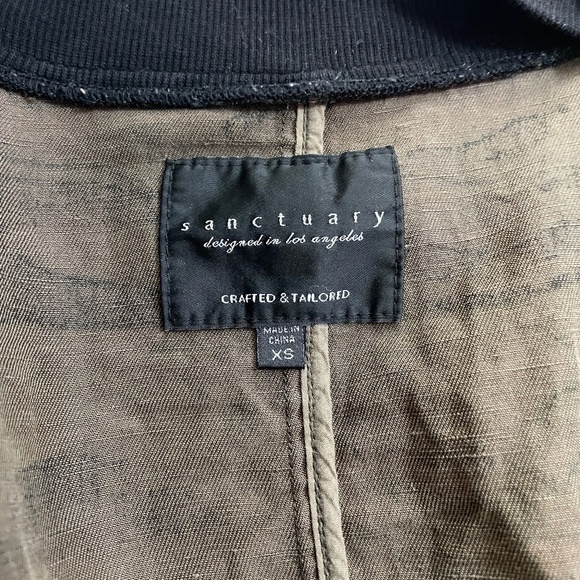 sanctuary
designed in los angeles
CRAFTED & TAILORED
MADE IN
CHINA
XS